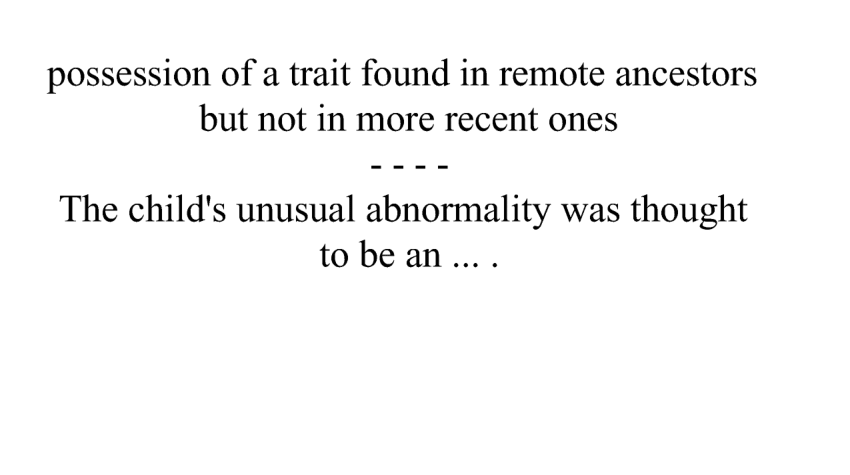 possession of a trait found in remote ancestors
but not in more recent ones
- - - -
The child's unusual abnormality was thought
to be an ... .